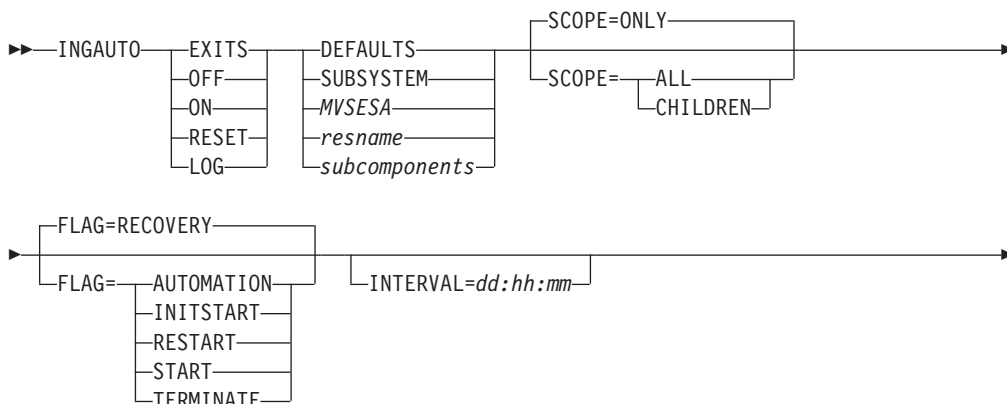 SCOPE=ONLY
INGAUTO EXITS DEFAULTS
OFF SUBSYSTEM SCOPE= ALL
ON MVSESA CHILDREN
RESET resname
LOG subcomponents
FLAG=RECOVERY
FLAG= AUTOMATION INTERVAL=dd:hh:mm
INITSTART
RESTART
START
TERMINATE